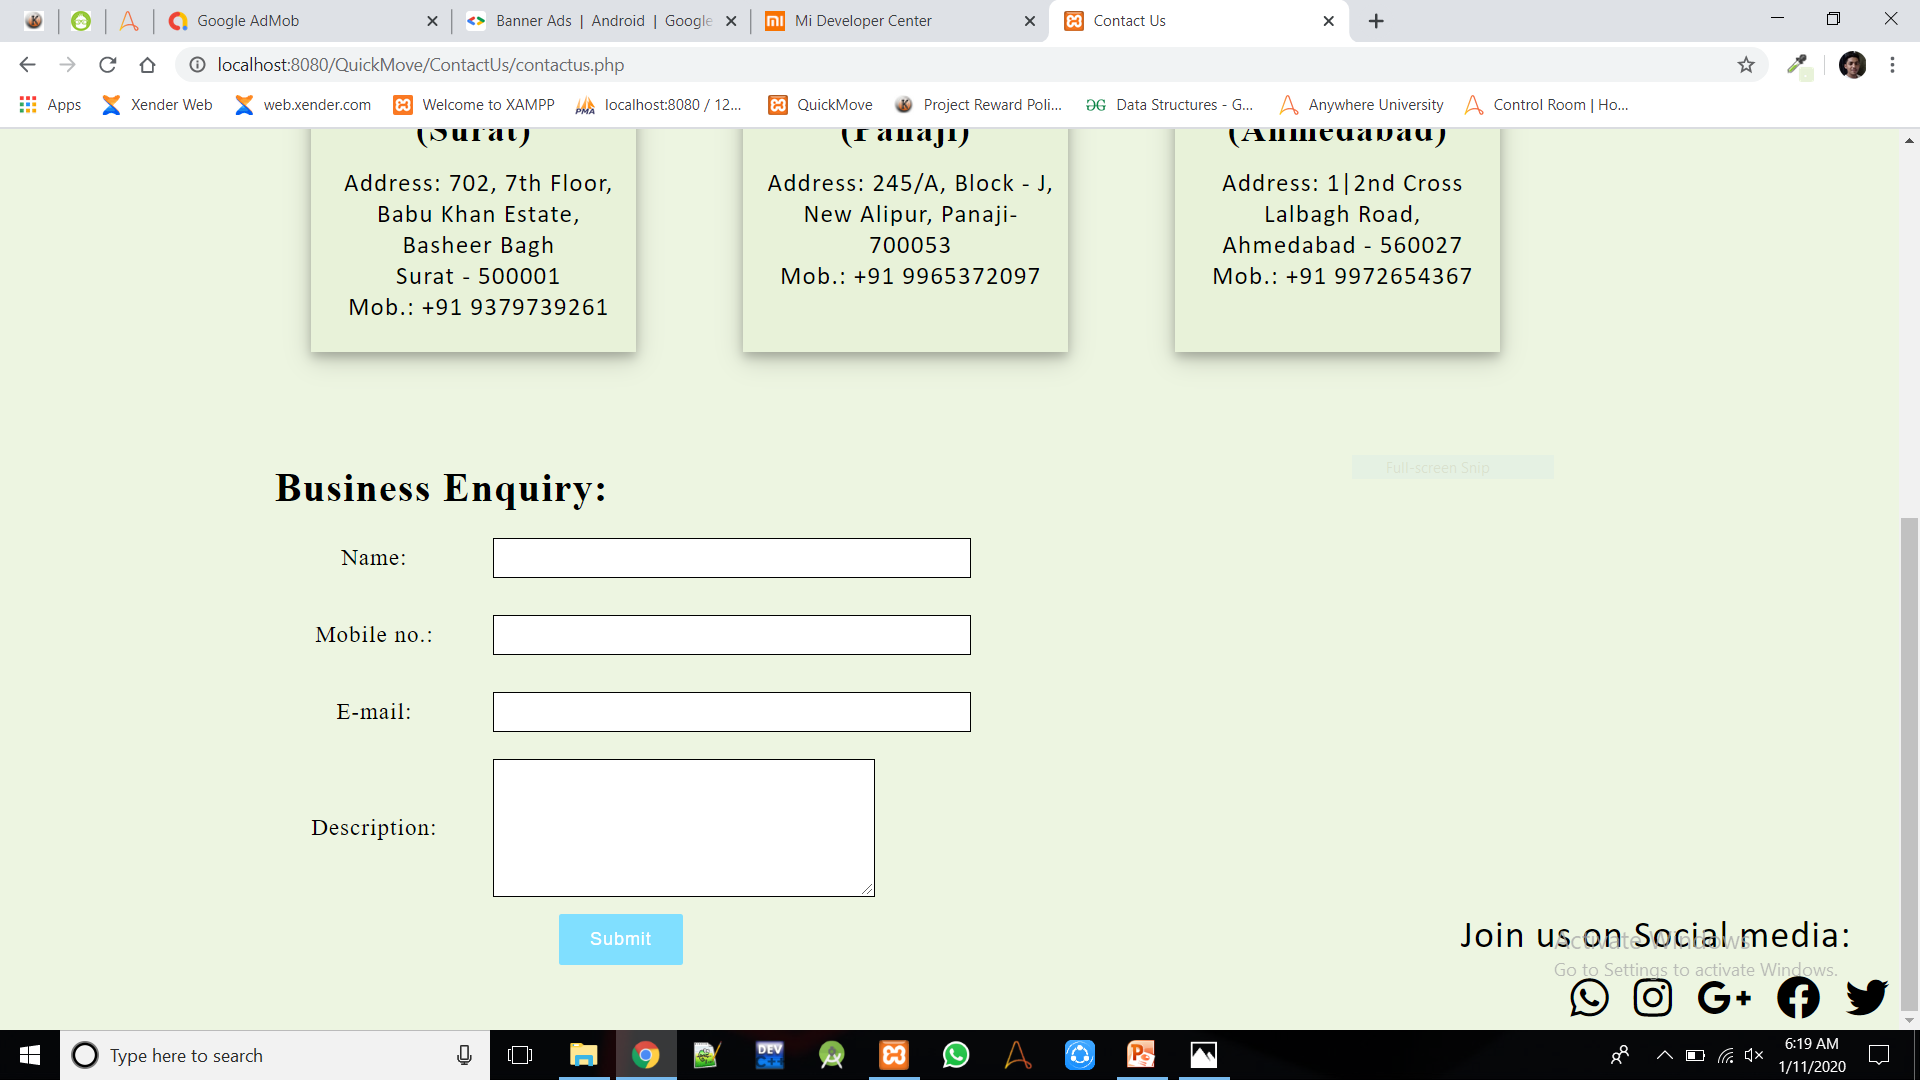 Google AdMob
Banner Ads | Android | Google
Mi Developer Center
Contact Us
localhost:8080/QuickMove/ContactUs/contactus.php
Apps
Xender Web
web.xender.com
Welcome to XAMPP
PMA
localhost:8080 / 12...
QuickMove
Project Reward Poli...
Data Structures - G...
Anywhere University
Control Room | Ho...
(Surat)
(Panaji)
(Ahmedabad)
Address: 702, 7th Floor,
Babu Khan Estate,
Basheer Bagh
Surat - 500001
Mob.: +91 9379739261
Address: 245/A, Block - J,
New Alipur, Panaji-
700053
Mob.: +91 9965372097
Address: 1|2nd Cross
Lalbagh Road,
Ahmedabad - 560027
Mob.: +91 9972654367
Full-screen Snip
Business Enquiry:
Name:
Mobile no.:
E-mail:
Description:
Submit
Join us on Social media:
Activate Windows
Go to Settings to activate Windows.
G+
Type here to search
DEV
C++
6:19 AM
1/11/2020